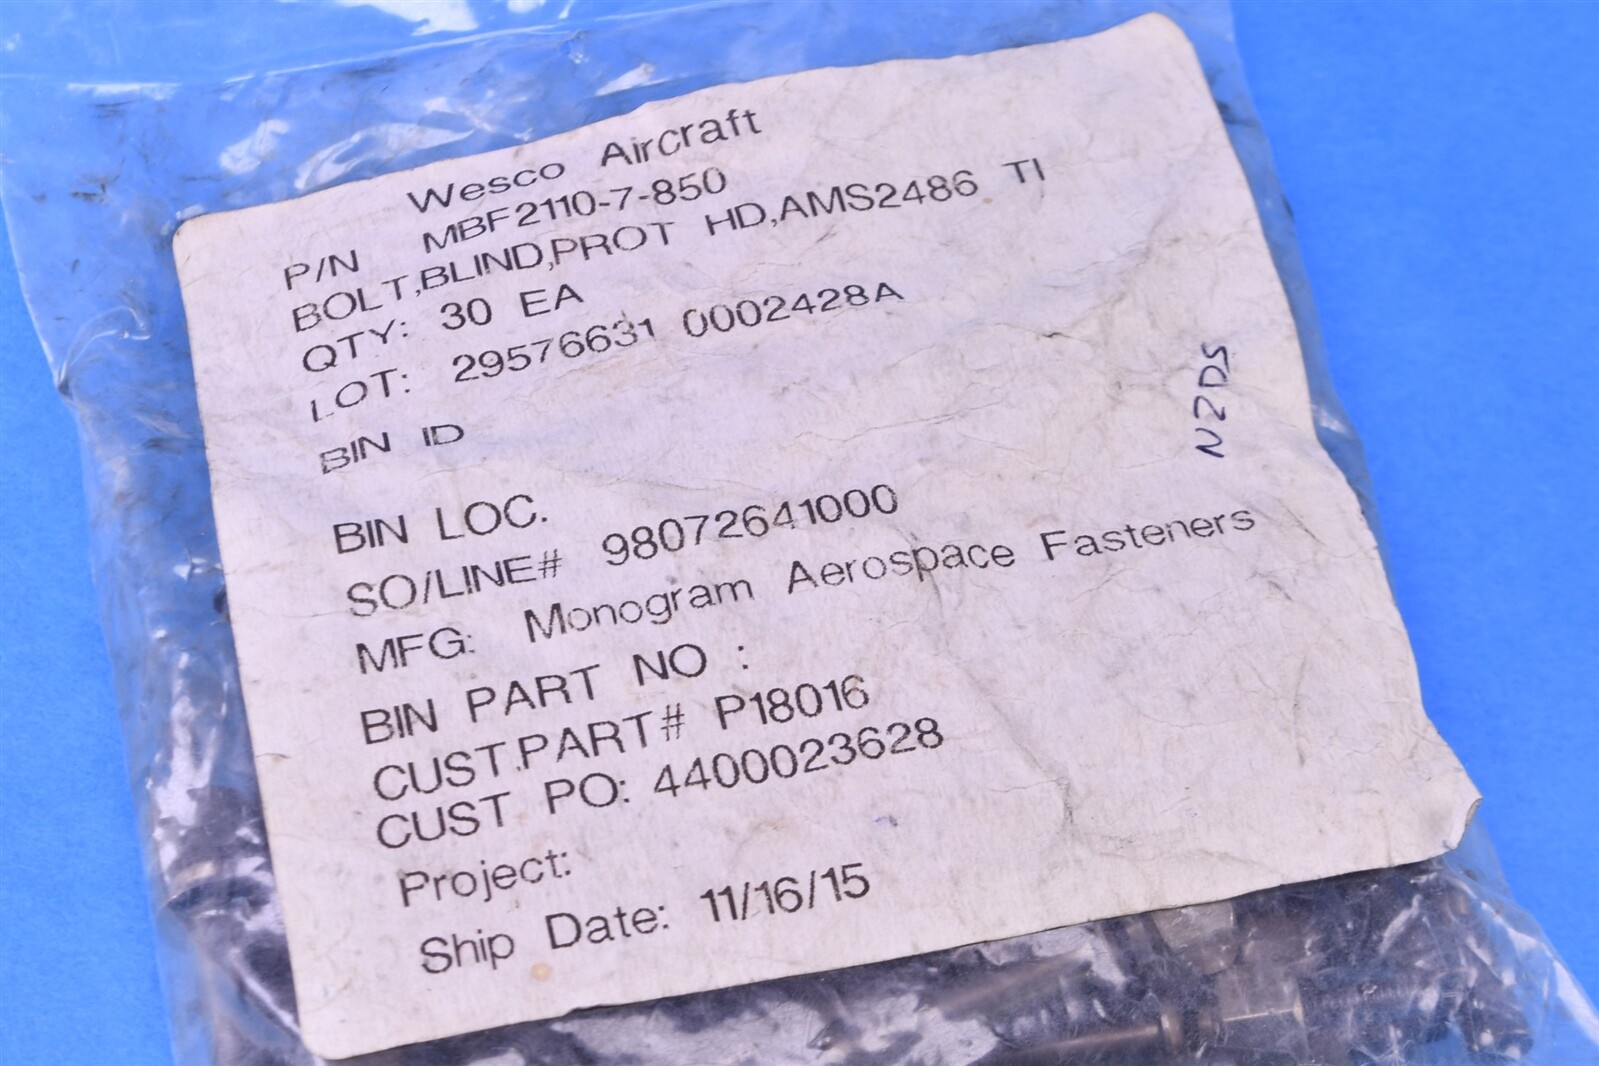 Wesco Aircraft
P/N MBF2110-7-850
BOLT,BLIND,PROT HD,AMS2486 TI
QTY: 30 EA
LOT: 29576631 0002428A
BIN ID
BIN LOC.
SO/LINE# 98072641000
MFG: Monogram Aerospace Fasteners
BIN PART NO :
CUST.PART# P18016
CUST PO: 4400023628
Project:
Ship Date: 11/16/15
NZDS